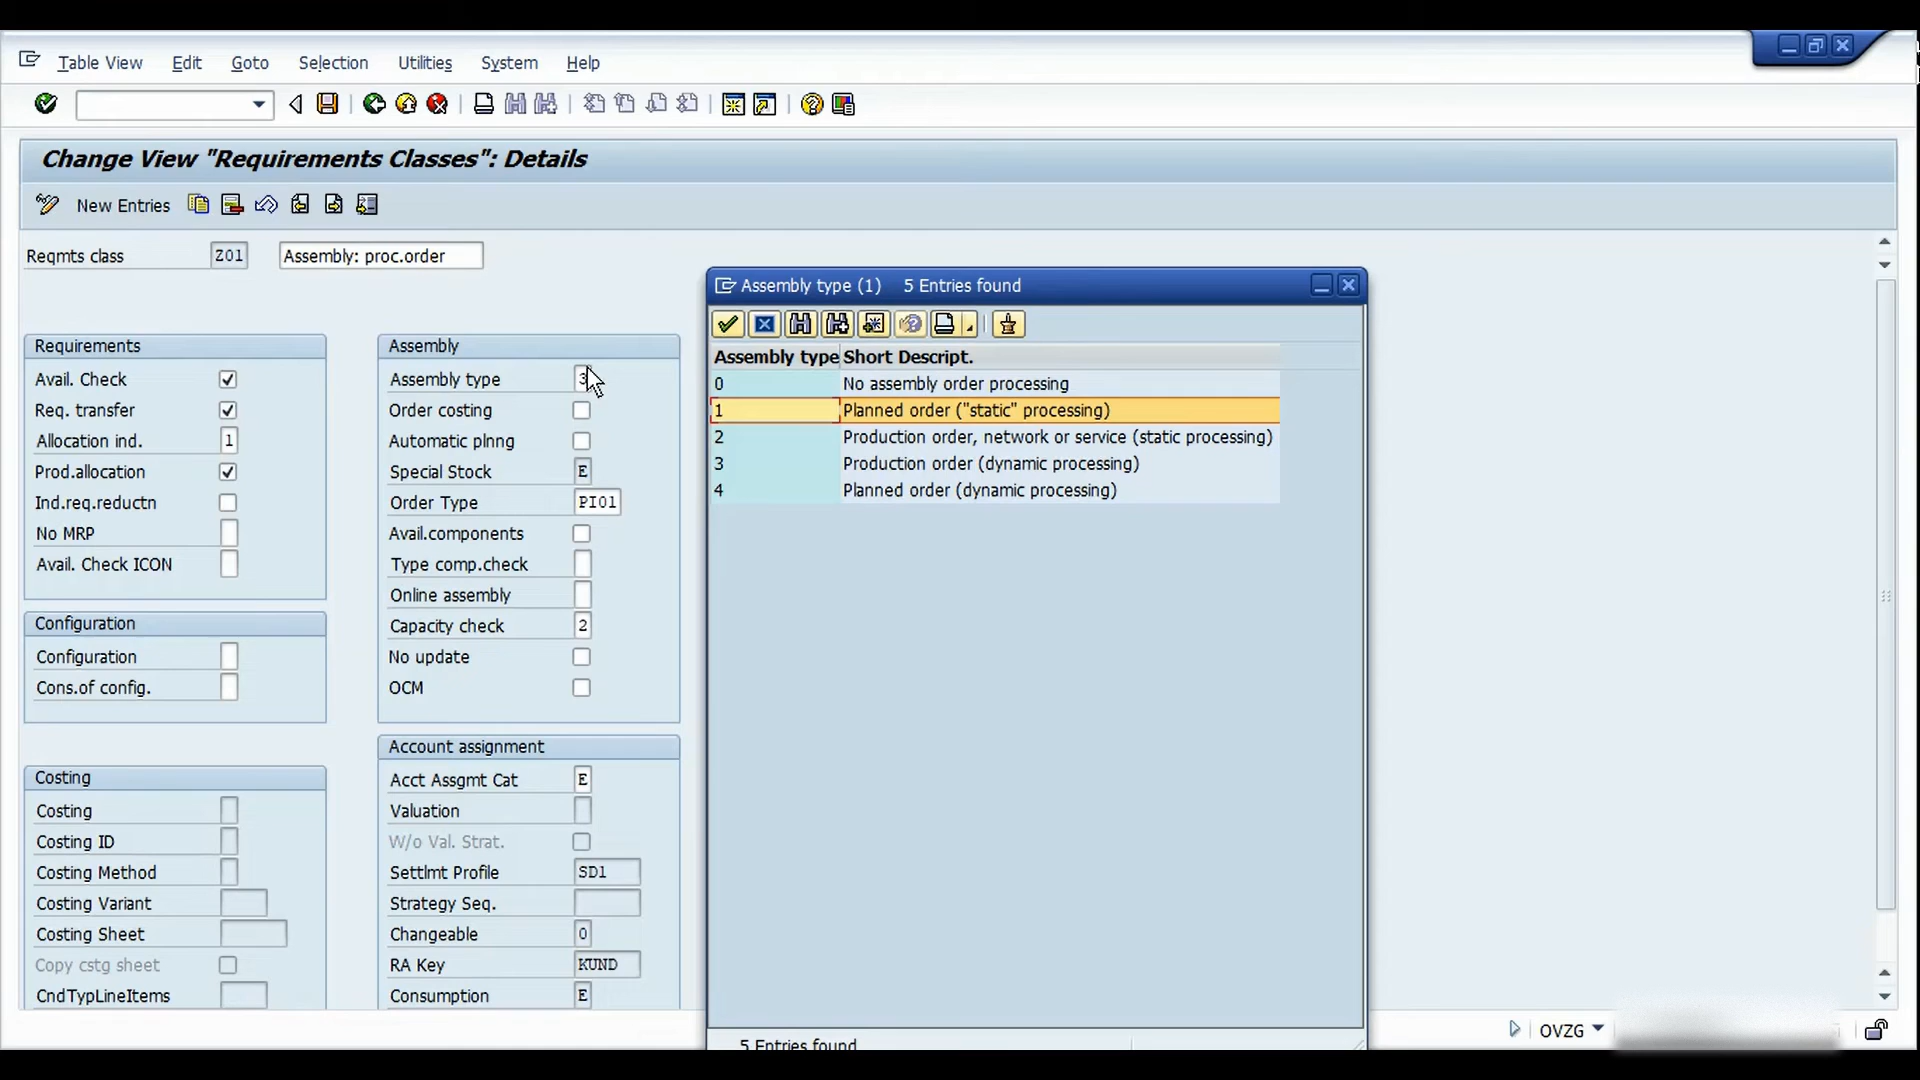 Table View Edit Goto Selection Utilities System Help
Change View "Requirements Classes": Details
New Entries
Reqmts class Z01 Assembly: proc.order
Requirements
Avail. Check
Req. transfer
Allocation ind. 1
Prod.allocation
Ind.req.reductn
No MRP
Avail. Check ICON
Configuration
Configuration
Cons.of config.
Costing
Costing
Costing ID
Costing Method
Costing Variant
Costing Sheet
Copy cstg sheet
CndTypLineItems
Assembly
Assembly type 3
Order costing
Automatic plnng
Special Stock E
Order Type PI01
Avail.components
Type comp.check
Online assembly
Capacity check 2
No update
OCM
Account assignment
Acct Assgmt Cat E
Valuation
W/o Val. Strat.
Settlmt Profile SD1
Strategy Seq.
Changeable 0
RA Key KUND
Consumption E
Assembly type (1) 5 Entries found
Assembly type Short Descript.
0 No assembly order processing
1 Planned order ("static" processing)
2 Production order, network or service (static processing)
3 Production order (dynamic processing)
4 Planned order (dynamic processing)
5 Entries found
OVZG